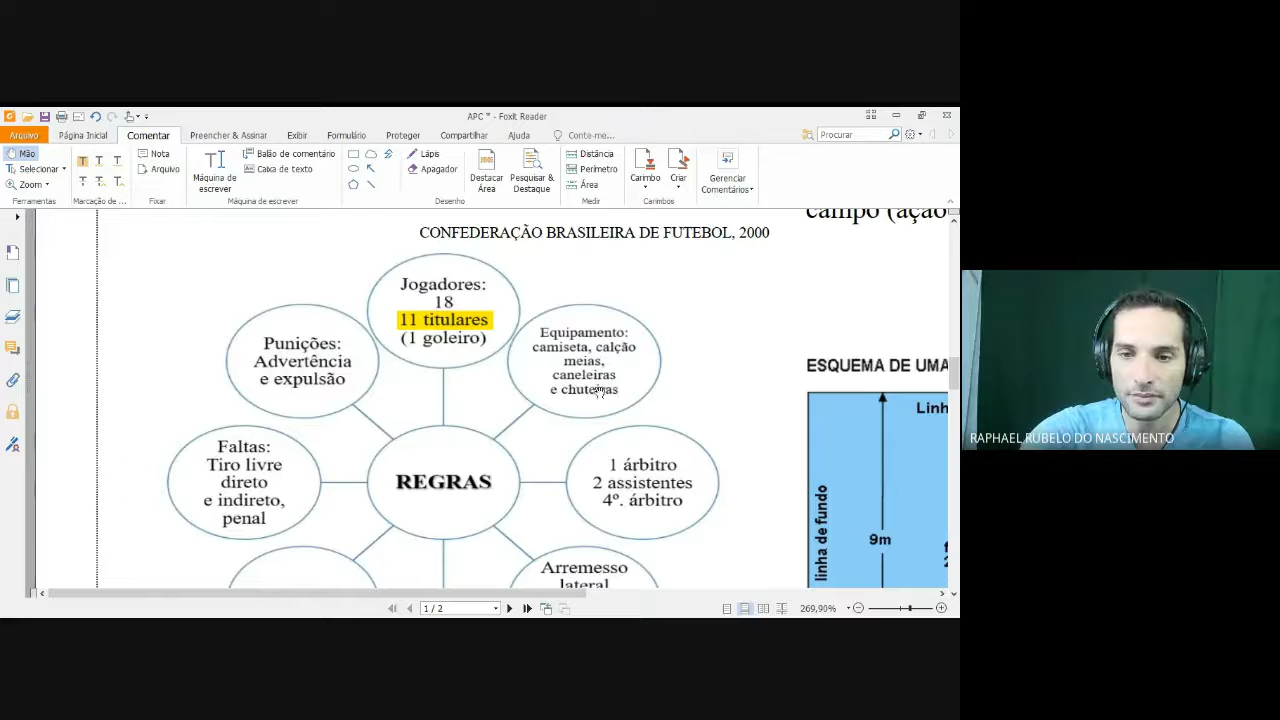 APC * - Foxit Reader
Arquivo
Página Inicial
Comentar
Preencher & Assinar
Exibir
Formulário
Proteger
Compartilhar
Ajuda
Conte-me...
Procurar
Mão
Selecionar
Zoom
Ferramentas
Marcação de ...
Nota
Arquivo
Fixar
Máquina de escrever
Balão de comentário
Caixa de texto
Máquina de escrever
Lápis
Apagador
Desenho
Destacar Área
Pesquisar & Destaque
Distância
Perímetro
Área
Medir
Carimbo
Criar
Carimbos
Gerenciar Comentários
campo (ação
CONFEDERAÇÃO BRASILEIRA DE FUTEBOL, 2000
Jogadores:
18
11 titulares
(1 goleiro)
Equipamento:
camiseta, calção
meias,
caneleiras
e chuteiras
Punições:
Advertência
e expulsão
Faltas:
Tiro livre
direto
e indireto,
penal
REGRAS
1 árbitro
2 assistentes
4º. árbitro
Arremesso
lateral
ESQUEMA DE UMA
Linh
linha de fundo
9m
1 / 2
269,90%
RAPHAEL RUBELO DO NASCIMENTO